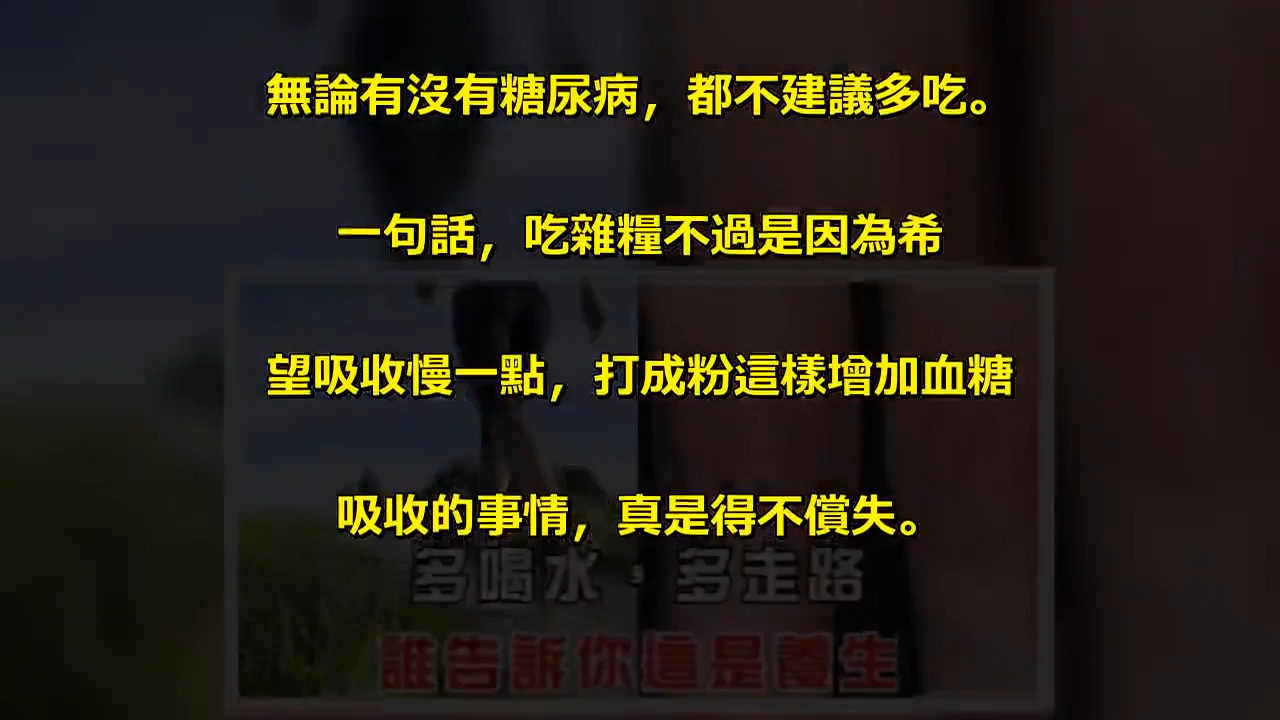 無論有沒有糖尿病，都不建議多吃。
一句話，吃雜糧不過是因為希
望吸收慢一點，打成粉這樣增加血糖
吸收的事情，真是得不償失。
多喝水，多走路
誰告訴你這是養生